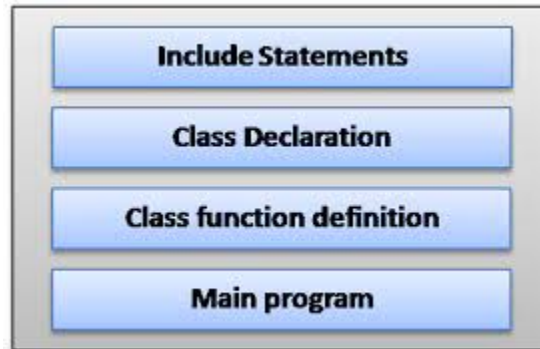 Include Statements
Class Declaration
Class function definition
Main program